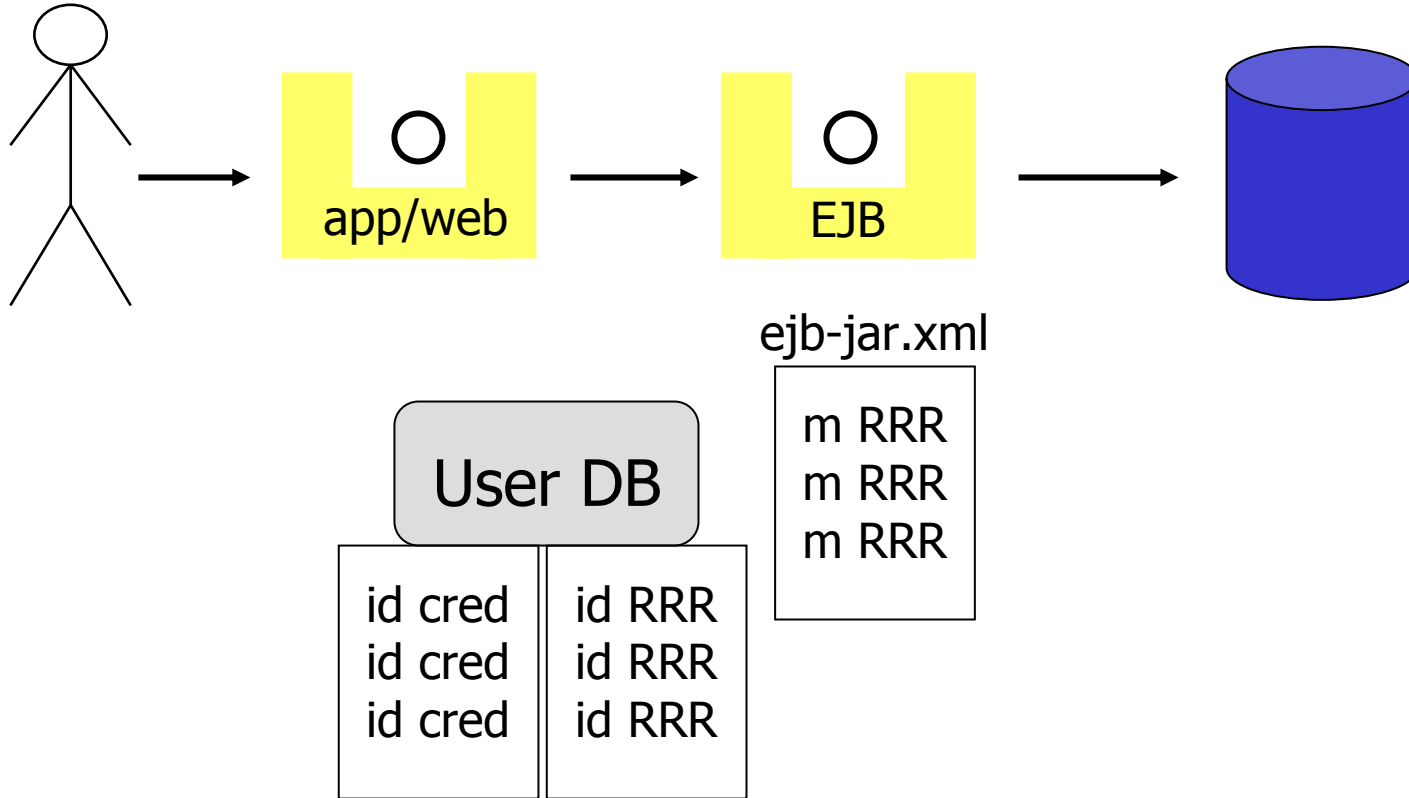 app/web
EJB
ejb-jar.xml
m RRR
m RRR
m RRR
User DB
id cred
id cred
id cred
id RRR
id RRR
id RRR